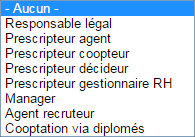 - Aucun -
Responsable légal
Prescripteur agent
Prescripteur coopteur
Prescripteur décideur
Prescripteur gestionnaire RH
Manager
Agent recruteur
Cooptation via diplomés